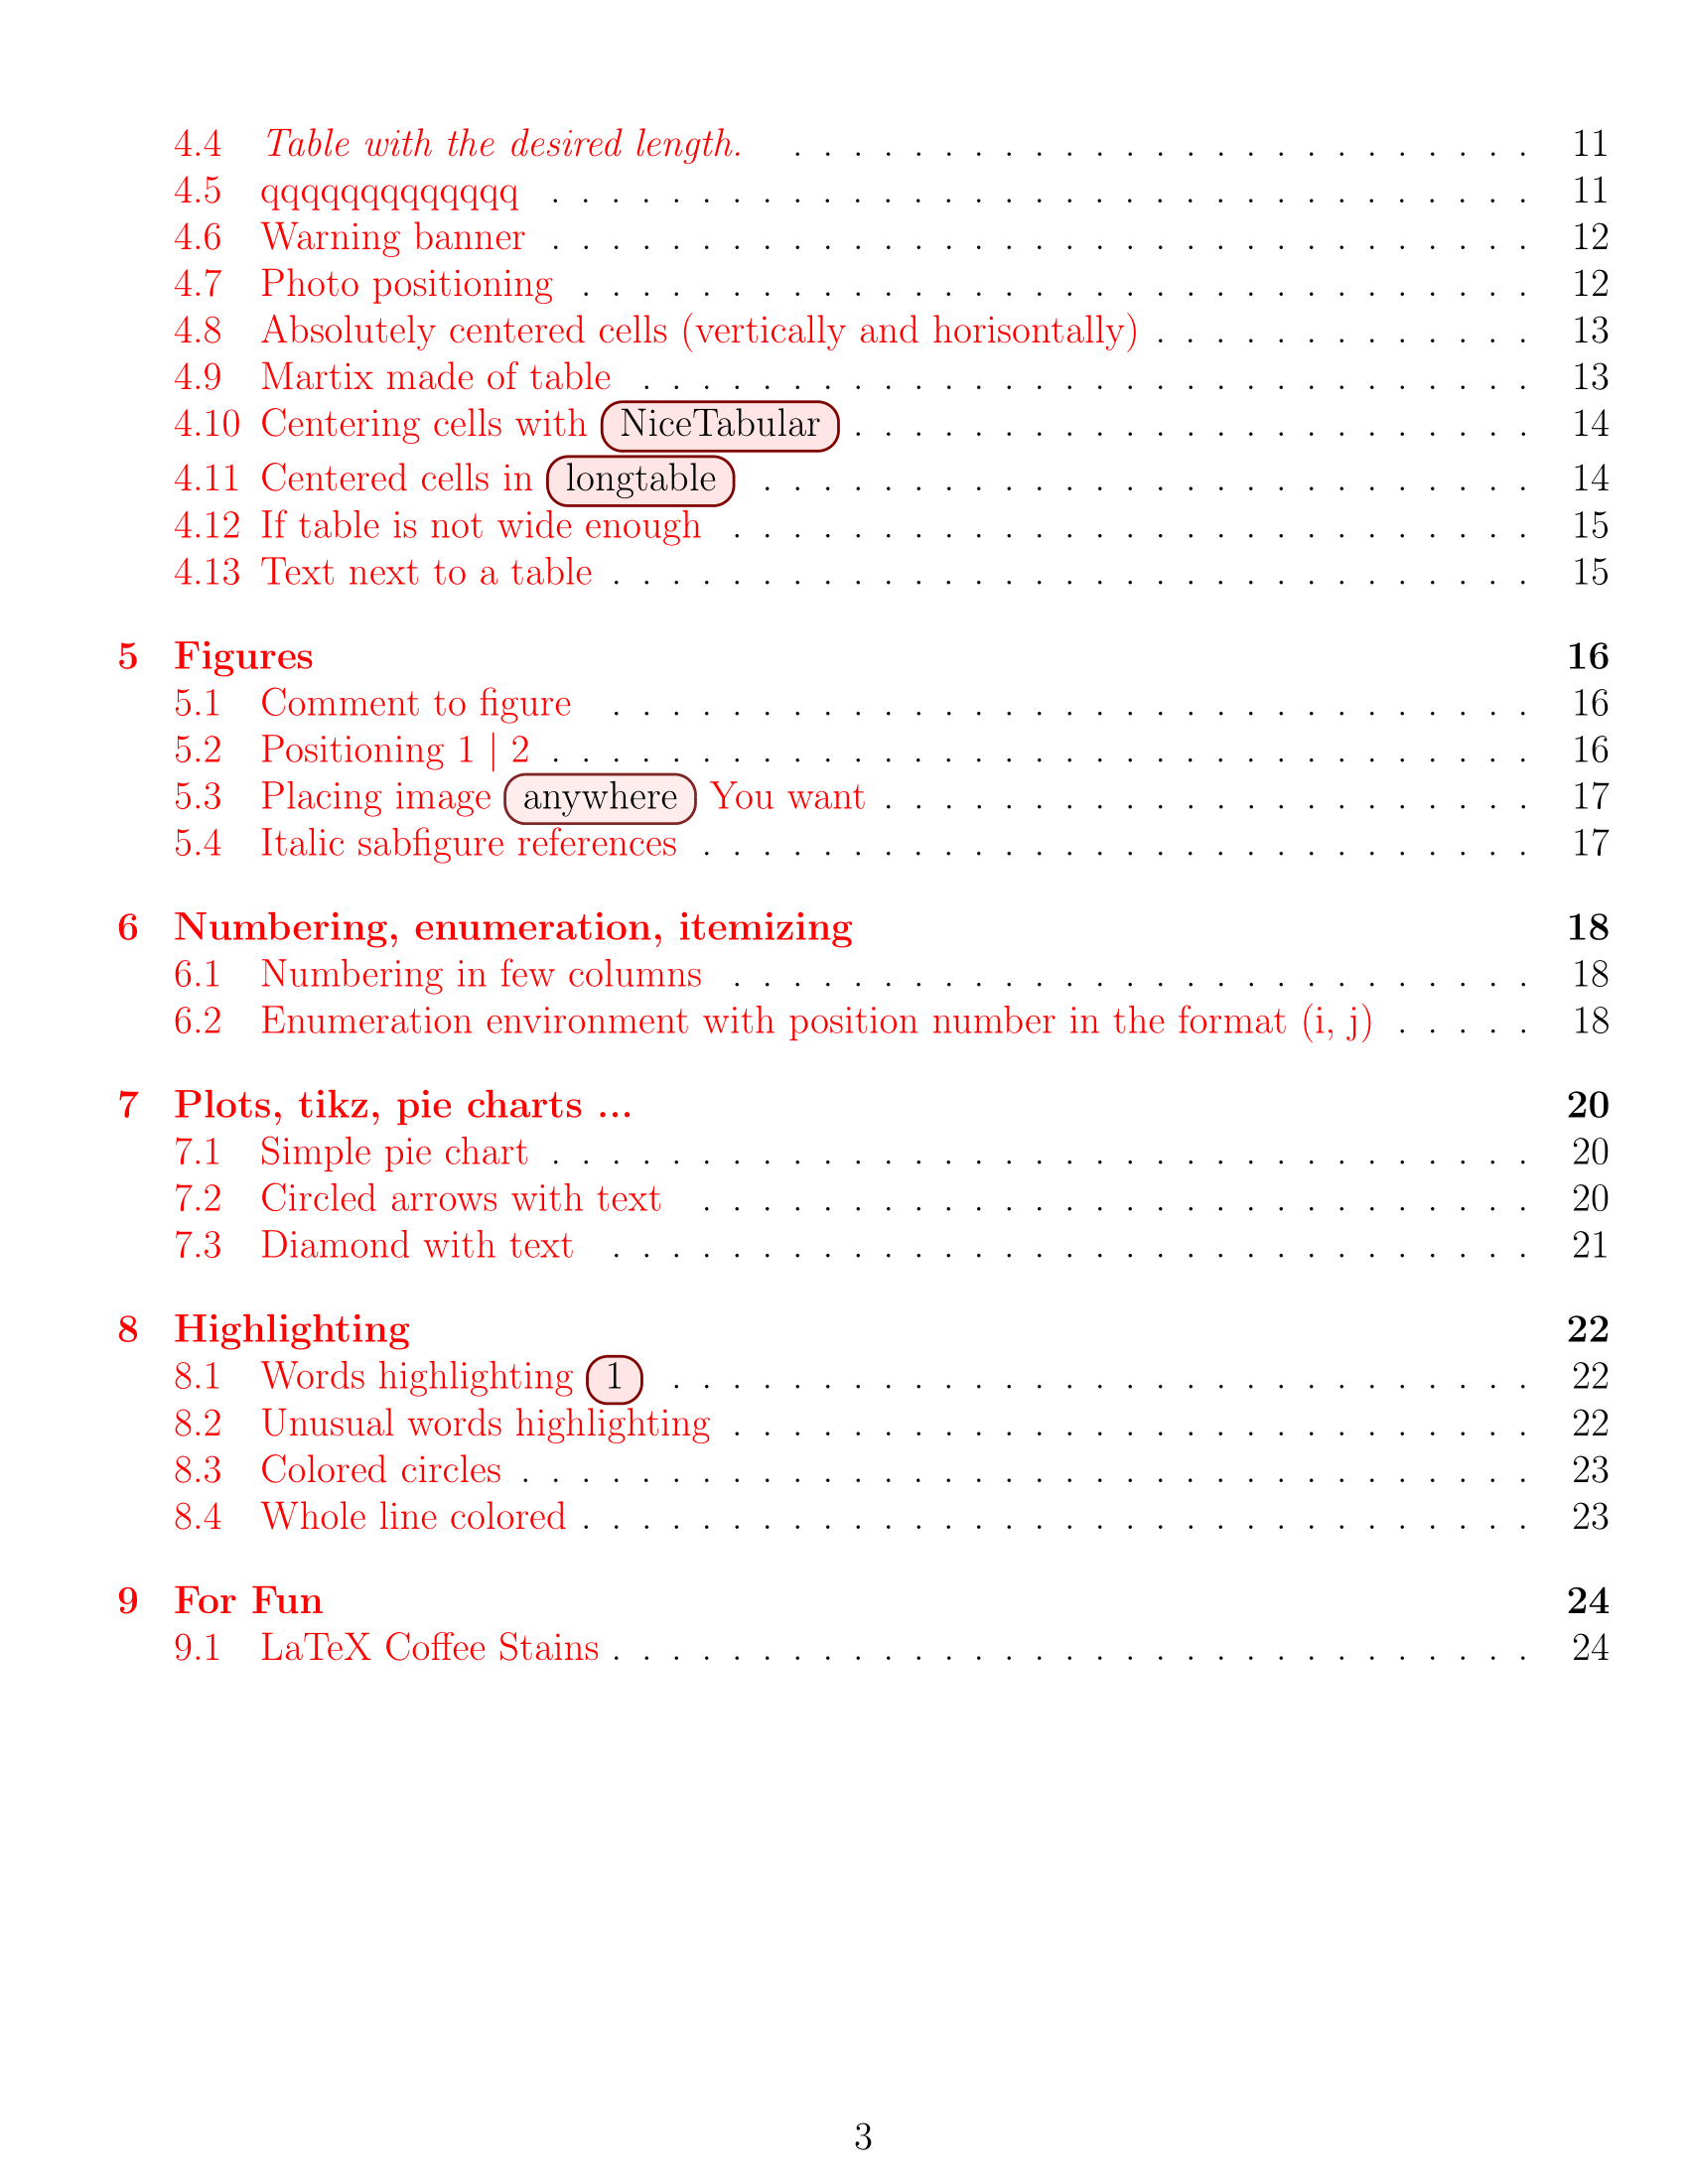 4.4 Table with the desired length. . . . . . . . . . . . . . . . . . . . . . . . . . 11
4.5 qqqqqqqqqqqqq . . . . . . . . . . . . . . . . . . . . . . . . . . . . . . . . . 11
4.6 Warning banner . . . . . . . . . . . . . . . . . . . . . . . . . . . . . . . . . 12
4.7 Photo positioning . . . . . . . . . . . . . . . . . . . . . . . . . . . . . . . . 12
4.8 Absolutely centered cells (vertically and horisontally) . . . . . . . . . . . . . 13
4.9 Martix made of table . . . . . . . . . . . . . . . . . . . . . . . . . . . . . . 13
4.10 Centering cells with NiceTabular . . . . . . . . . . . . . . . . . . . . . . . 14
4.11 Centered cells in longtable . . . . . . . . . . . . . . . . . . . . . . . . . . 14
4.12 If table is not wide enough . . . . . . . . . . . . . . . . . . . . . . . . . . . 15
4.13 Text next to a table . . . . . . . . . . . . . . . . . . . . . . . . . . . . . . . 15
5 Figures 16
5.1 Comment to figure . . . . . . . . . . . . . . . . . . . . . . . . . . . . . . . 16
5.2 Positioning 1 | 2 . . . . . . . . . . . . . . . . . . . . . . . . . . . . . . . . . 16
5.3 Placing image anywhere You want . . . . . . . . . . . . . . . . . . . . . . 17
5.4 Italic sabfigure references . . . . . . . . . . . . . . . . . . . . . . . . . . . . 17
6 Numbering, enumeration, itemizing 18
6.1 Numbering in few columns . . . . . . . . . . . . . . . . . . . . . . . . . . . 18
6.2 Enumeration environment with position number in the format (i, j) . . . . . 18
7 Plots, tikz, pie charts ... 20
7.1 Simple pie chart . . . . . . . . . . . . . . . . . . . . . . . . . . . . . . . . . 20
7.2 Circled arrows with text . . . . . . . . . . . . . . . . . . . . . . . . . . . . 20
7.3 Diamond with text . . . . . . . . . . . . . . . . . . . . . . . . . . . . . . . 21
8 Highlighting 22
8.1 Words highlighting 1 . . . . . . . . . . . . . . . . . . . . . . . . . . . . . 22
8.2 Unusual words highlighting . . . . . . . . . . . . . . . . . . . . . . . . . . . 22
8.3 Colored circles . . . . . . . . . . . . . . . . . . . . . . . . . . . . . . . . . . 23
8.4 Whole line colored . . . . . . . . . . . . . . . . . . . . . . . . . . . . . . . . 23
9 For Fun 24
9.1 LaTeX Coffee Stains . . . . . . . . . . . . . . . . . . . . . . . . . . . . . . . 24
3